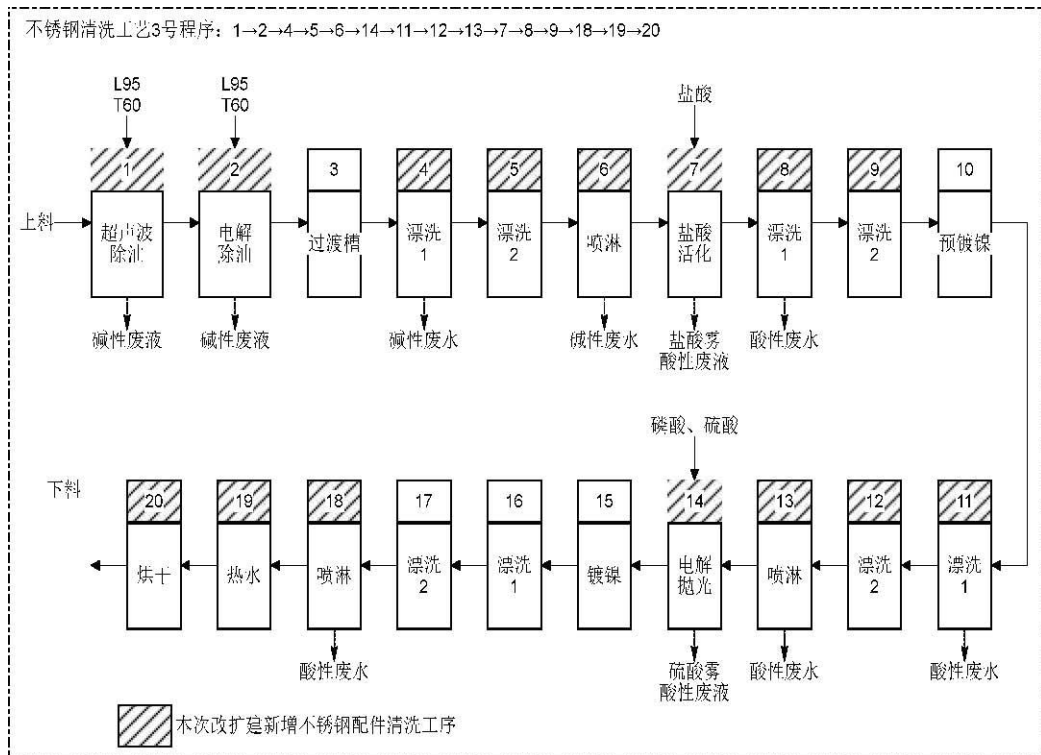 不锈钢清洗工艺3号程序：1→2→4→5→6→14→11→12→13→7→8→9→18→19→20
L95
T60
L95
T60
盐酸
1
2
3
4
5
6
7
8
9
10
上料
超声波
除油
电解
除油
过渡槽
漂洗
1
漂洗
2
喷淋
盐酸
活化
漂洗
1
漂洗
2
预镀镍
碱性废液
碱性废液
碱性废水
碱性废水
盐酸雾
酸性废液
酸性废水
磷酸、硫酸
下料
20
19
18
17
16
15
14
13
12
11
烘干
热水
喷淋
漂洗
2
漂洗
1
镀镍
电解
抛光
喷淋
漂洗
2
漂洗
1
酸性废水
硫酸雾
酸性废液
酸性废水
酸性废水
本次改扩建新增不锈钢配件清洗工序